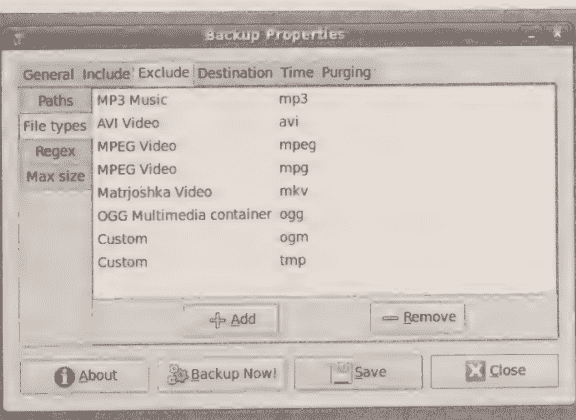 Backup Properties
General Include Exclude Destination Time Purging
Paths
File types
Regex
Max size
MP3 Music mp3
AVI Video avi
MPEG Video mpeg
MPEG Video mpg
Matrjoshka Video mkv
OGG Multimedia container ogg
Custom ogm
Custom tmp
Add
Remove
About
Backup Now!
Save
Close